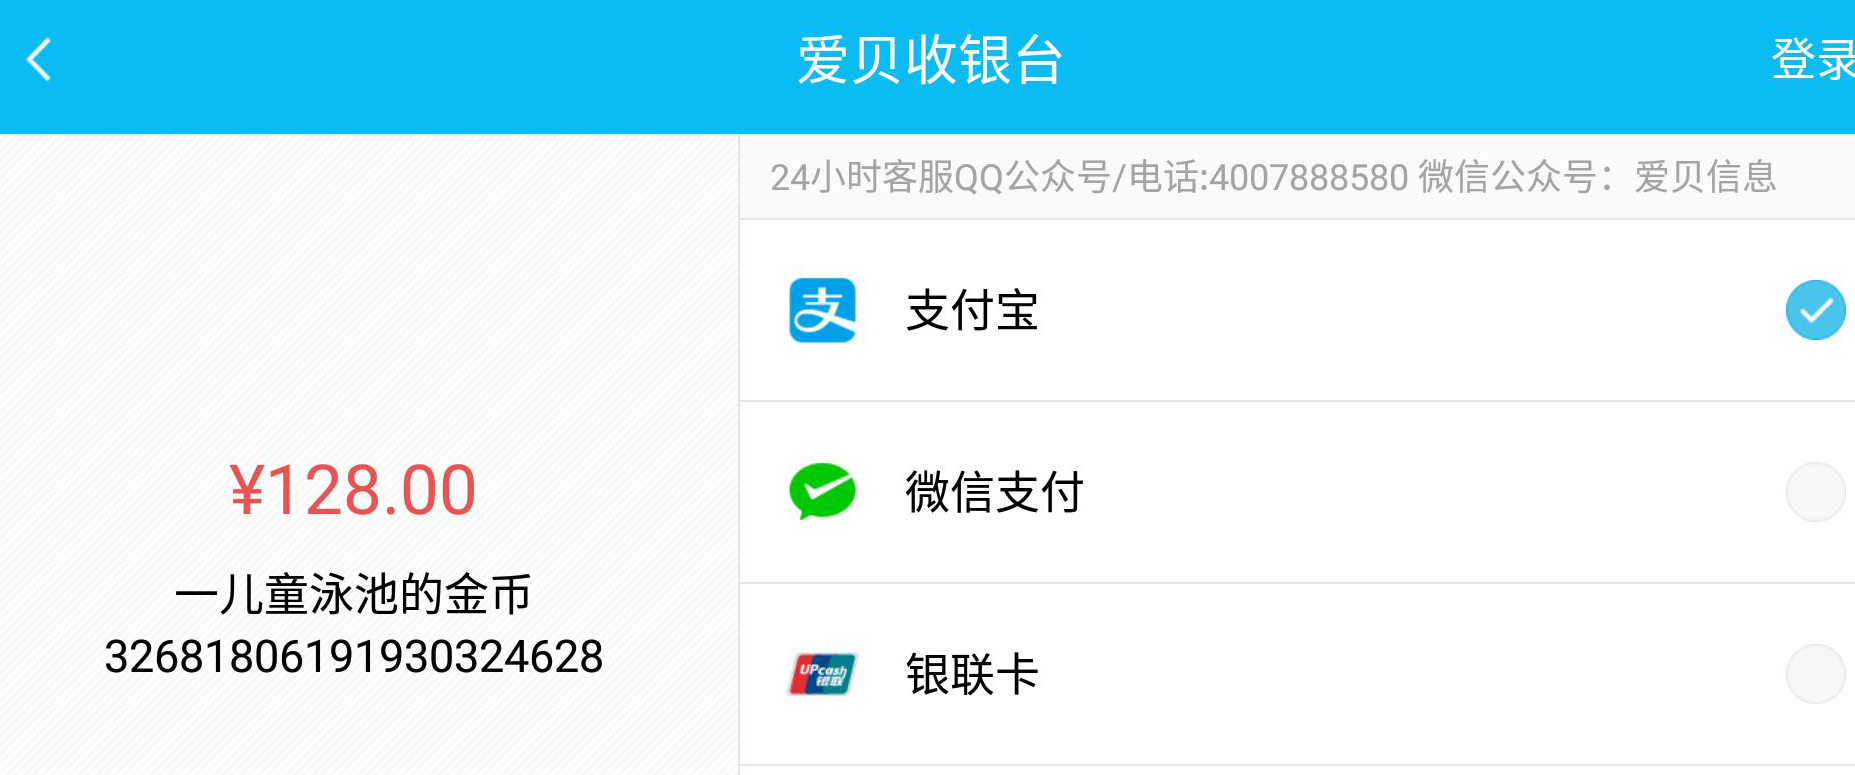 爱贝收银台
登录
¥128.00
一儿童泳池的金币
32681806191930324628
24小时客服QQ公众号/电话:4007888580 微信公众号：爱贝信息
支 支付宝
微信支付
UPcash
银联
银联卡